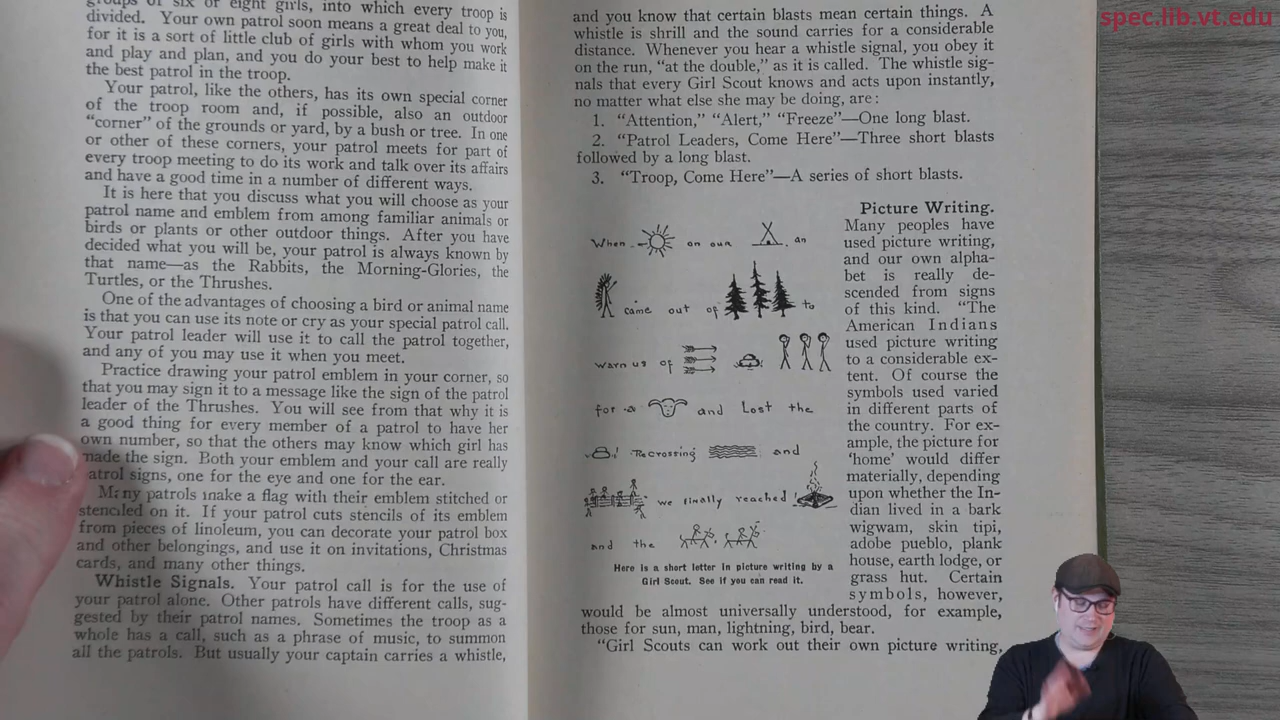 groups of six or eight girls, into which every troop is
divided. Your own patrol soon means a great deal to you,
for it is a sort of little club of girls with whom you work
and play and plan, and you do your best to help make it
the best patrol in the troop.
Your patrol, like the others, has its own special corner
of the troop room and, if possible, also an outdoor
"corner" of the grounds or yard, by a bush or tree. In one
or other of these corners, your patrol meets for part of
every troop meeting to do its work and talk over its affairs
and have a good time in a number of different ways.
It is here that you discuss what you will choose as your
patrol name and emblem from among familiar animals or
birds or plants or other outdoor things. After you have
decided what you will be, your patrol is always known by
that name—as the Rabbits, the Morning-Glories, the
Turtles, or the Thrushes.
One of the advantages of choosing a bird or animal name
is that you can use its note or cry as your special patrol call.
Your patrol leader will use it to call the patrol together,
and any of you may use it when you meet.
Practice drawing your patrol emblem in your corner, so
that you may sign it to a message like the sign of the patrol
leader of the Thrushes. You will see from that why it is
a good thing for every member of a patrol to have her
own number, so that the others may know which girl has
made the sign. Both your emblem and your call are really
patrol signs, one for the eye and one for the ear.
Many patrols make a flag with their emblem stitched or
stenciled on it. If your patrol cuts stencils of its emblem
from pieces of linoleum, you can decorate your patrol box
and other belongings, and use it on invitations, Christmas
cards, and many other things.
Whistle Signals. Your patrol call is for the use of
your patrol alone. Other patrols have different calls, sug-
gested by their patrol names. Sometimes the troop as a
whole has a call, such as a phrase of music, to summon
all the patrols. But usually your captain carries a whistle,
and you know that certain blasts mean certain things. A
whistle is shrill and the sound carries for a considerable
distance. Whenever you hear a whistle signal, you obey it
on the run, "at the double," as it is called. The whistle sig-
nals that every Girl Scout knows and acts upon instantly,
no matter what else she may be doing, are:
1. "Attention," "Alert," "Freeze"—One long blast.
2. "Patrol Leaders, Come Here"—Three short blasts
followed by a long blast.
3. "Troop, Come Here"—A series of short blasts.
When on our an
came out of to
warn us of
for a and Lost the
Recrossing and
we finally reached
and the
Here is a short letter in picture writing by a
Girl Scout. See if you can read it.
Picture Writing.
Many peoples have
used picture writing,
and our own alpha-
bet is really de-
scended from signs
of this kind. "The
American Indians
used picture writing
to a considerable ex-
tent. Of course the
symbols used varied
in different parts of
the country. For ex-
ample, the picture for
'home' would differ
materially, depending
upon whether the In-
dian lived in a bark
wigwam, skin tipi,
adobe pueblo, plank
house, earth lodge, or
grass hut. Certain
symbols, however,
would be almost universally understood, for example,
those for sun, man, lightning, bird, bear.
"Girl Scouts can work out their own picture writing,
spec.lib.vt.edu